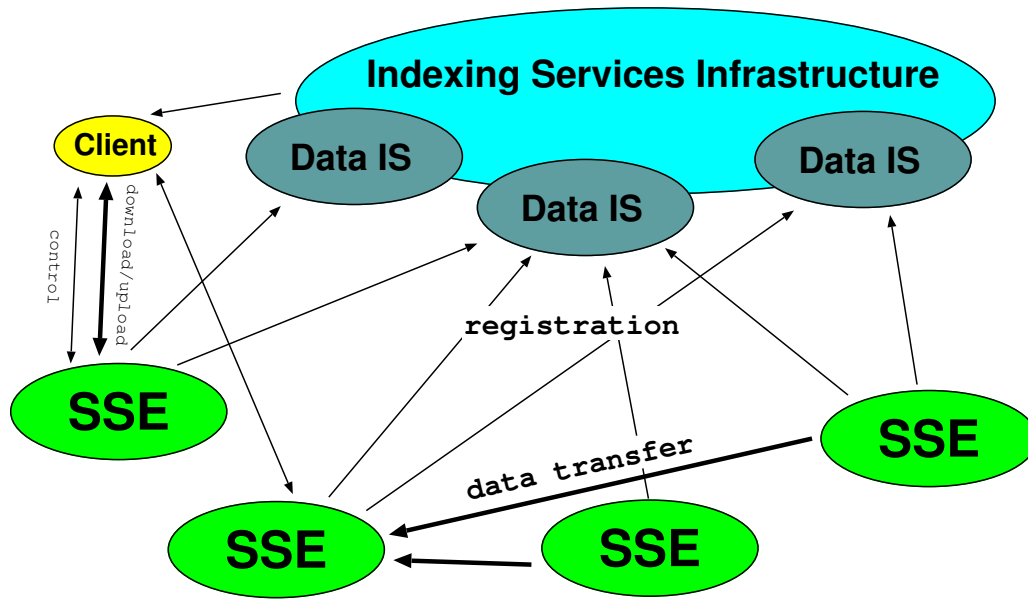 Indexing Services Infrastructure
Client
Data IS
Data IS
Data IS
control
download/upload
registration
SSE
SSE
data transfer
SSE
SSE